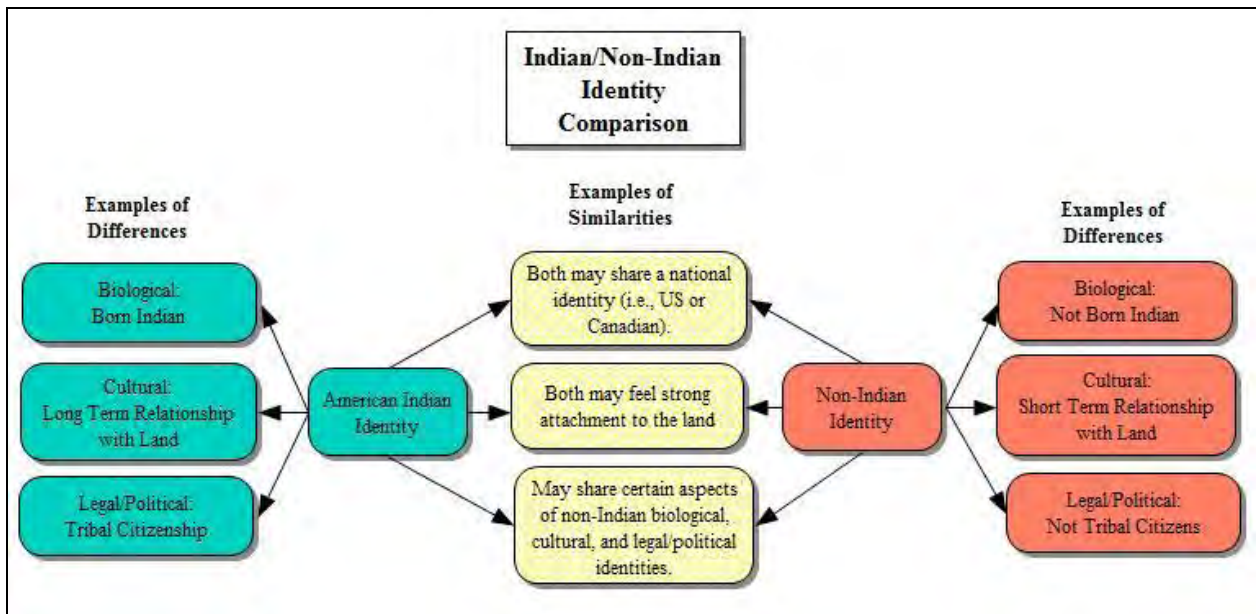 Indian/Non-Indian
Identity
Comparison
Examples of
Differences
Biological:
Born Indian
Cultural:
Long Term Relationship
with Land
Legal/Political:
Tribal Citizenship
American Indian
Identity
Examples of
Similarities
Both may share a national
identity (i.e., US or
Canadian).
Both may feel strong
attachment to the land
May share certain aspects
of non-Indian biological,
cultural, and legal/political
identities.
Non-Indian
Identity
Examples of
Differences
Biological:
Not Born Indian
Cultural:
Short Term Relationship
with Land
Legal/Political:
Not Tribal Citizens